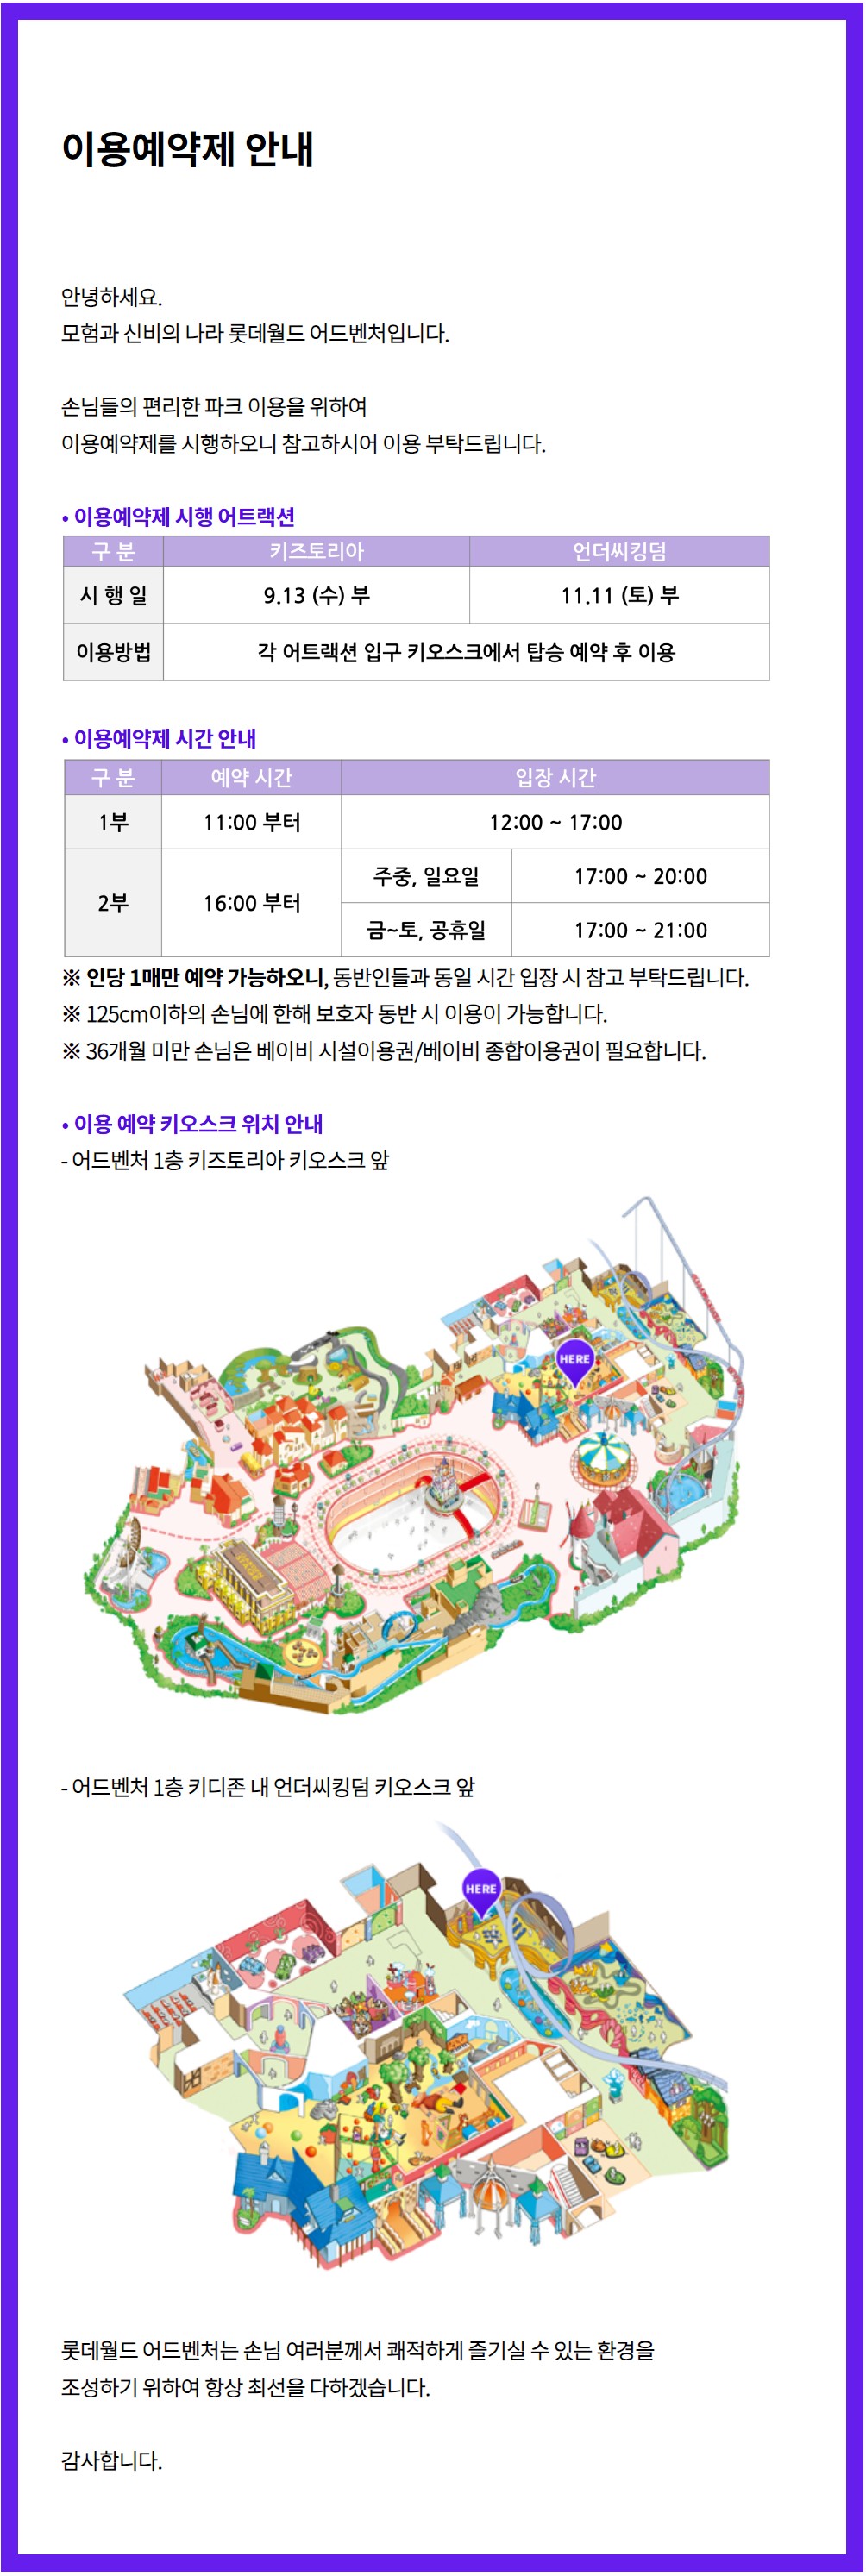 이용예약제 안내
안녕하세요.
모험과 신비의 나라 롯데월드 어드벤처입니다.
손님들의 편리한 파크 이용을 위하여
이용예약제를 시행하오니 참고하시어 이용 부탁드립니다.
• 이용예약제 시행 어트랙션
구 분 키즈토리아 언더씨킹덤
시 행 일 9.13 (수) 부 11.11 (토) 부
이용방법 각 어트랙션 입구 키오스크에서 탑승 예약 후 이용
• 이용예약제 시간 안내
구 분 예약 시간 입장 시간
1부 11:00 부터 12:00 ~ 17:00
2부 16:00 부터 주중, 일요일 17:00 ~ 20:00
금~토, 공휴일 17:00 ~ 21:00
※ 인당 1매만 예약 가능하오니, 동반인들과 동일 시간 입장 시 참고 부탁드립니다.
※ 125cm이하의 손님에 한해 보호자 동반 시 이용이 가능합니다.
※ 36개월 미만 손님은 베이비 시설이용권/베이비 종합이용권이 필요합니다.
• 이용 예약 키오스크 위치 안내
- 어드벤처 1층 키즈토리아 키오스크 앞
HERE
- 어드벤처 1층 키디존 내 언더씨킹덤 키오스크 앞
HERE
롯데월드 어드벤처는 손님 여러분께서 쾌적하게 즐기실 수 있는 환경을
조성하기 위하여 항상 최선을 다하겠습니다.
감사합니다.